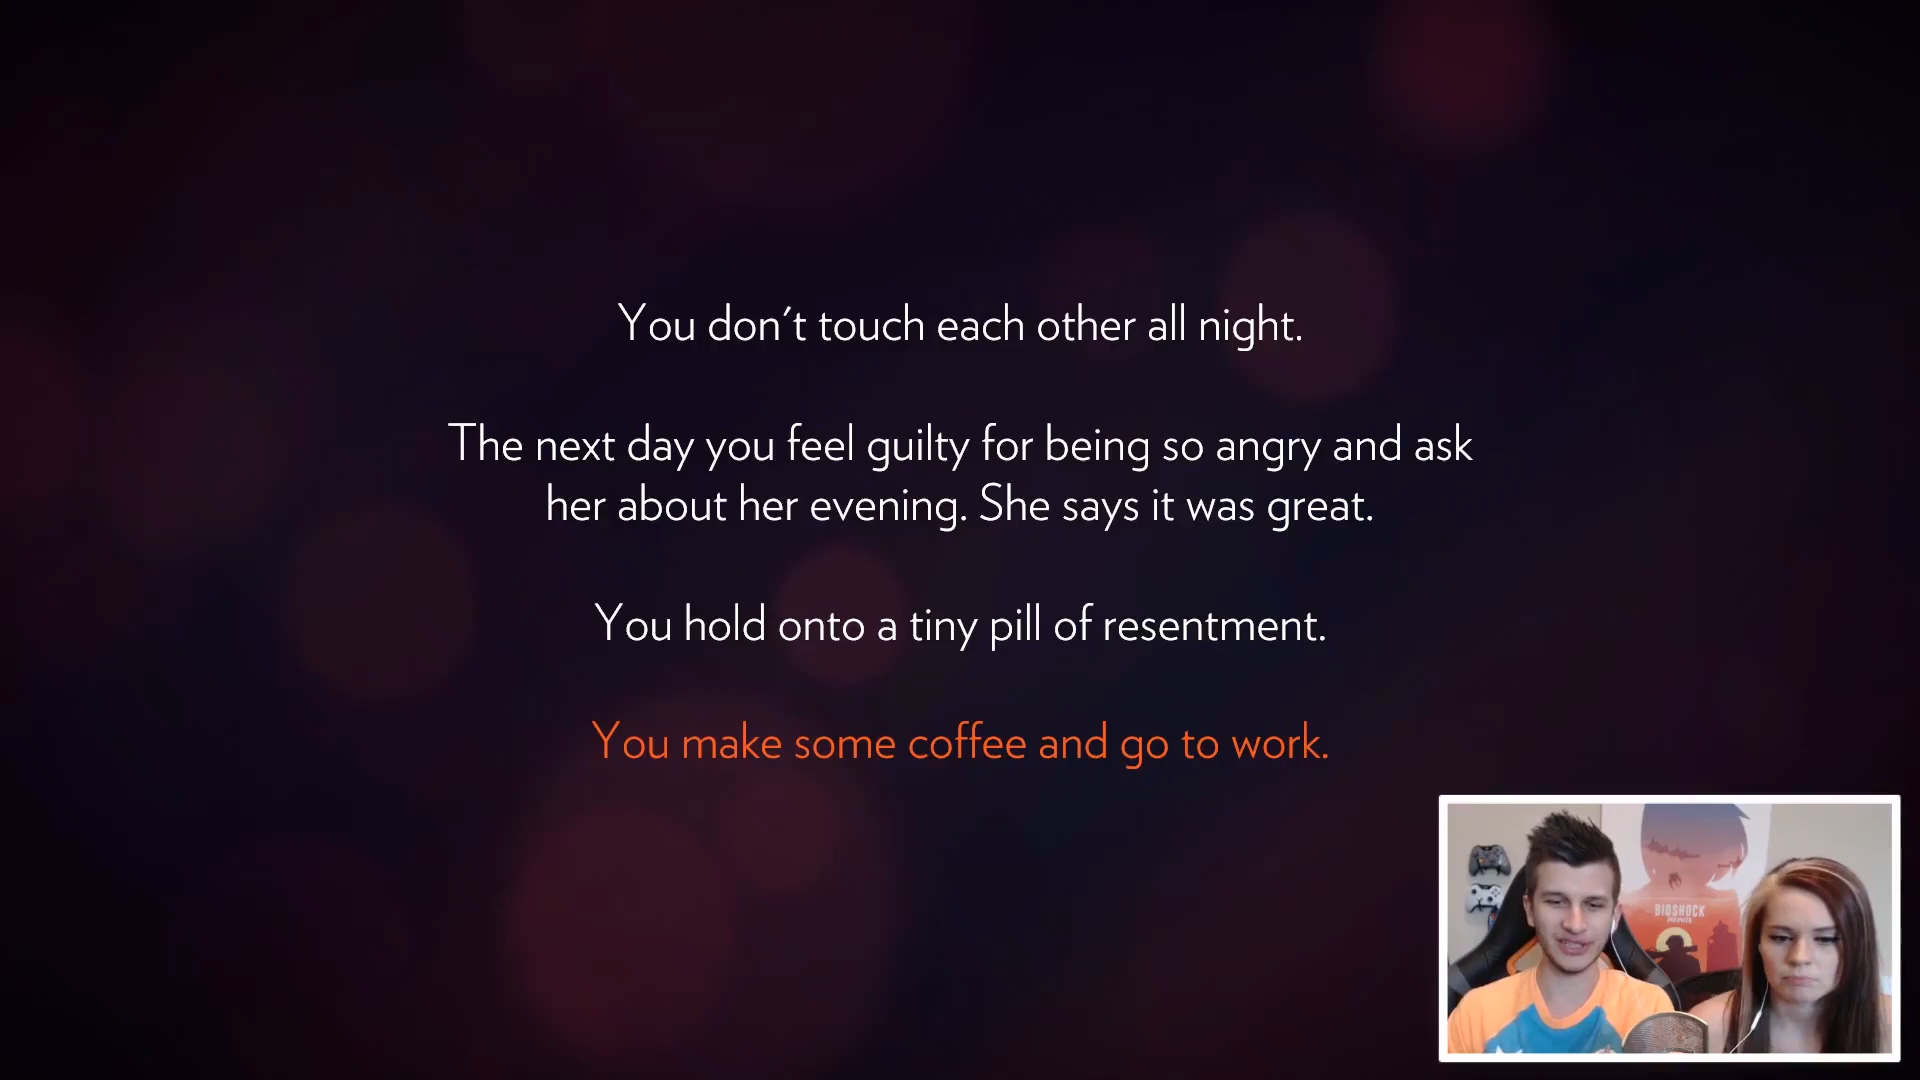 You don't touch each other all night.
The next day you feel guilty for being so angry and ask
her about her evening. She says it was great.
You hold onto a tiny pill of resentment.
You make some coffee and go to work.
BIOSHOCK
INFINITE